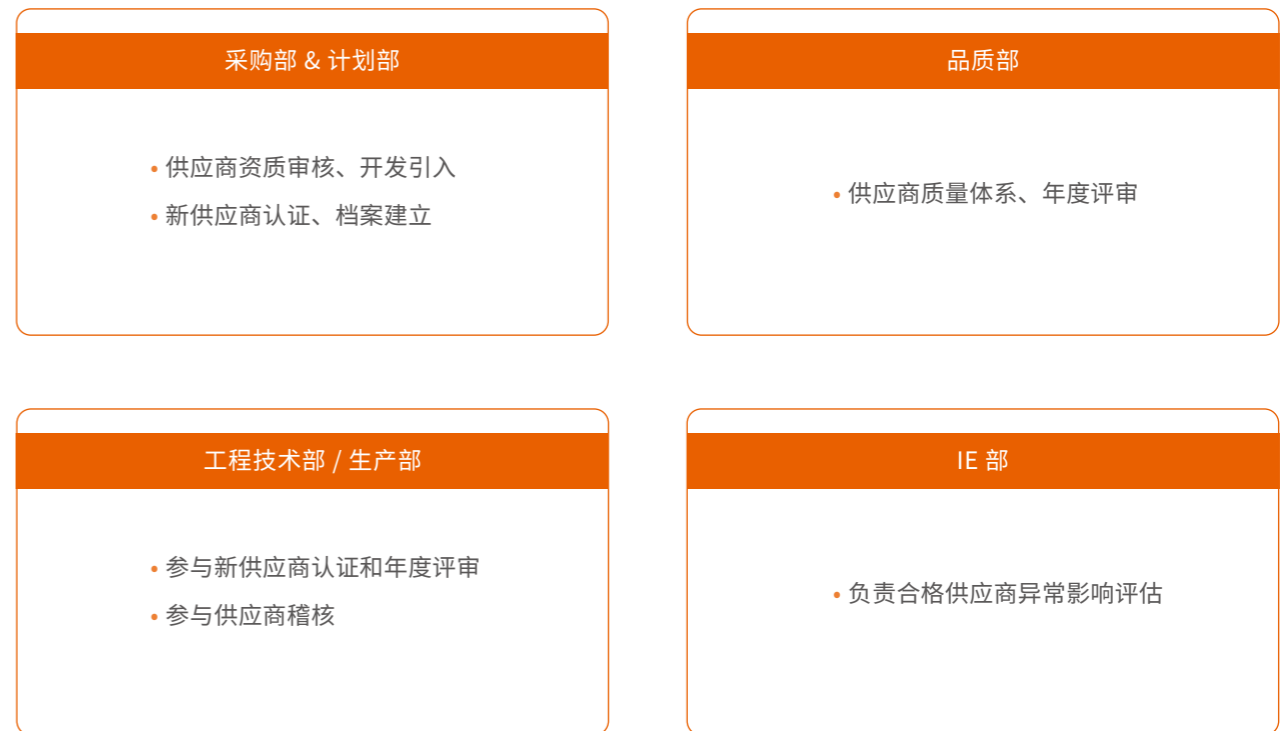 采购部 & 计划部
• 供应商资质审核、开发引入
• 新供应商认证、档案建立
品质部
• 供应商质量体系、年度评审
工程技术部 / 生产部
• 参与新供应商认证和年度评审
• 参与供应商稽核
IE 部
• 负责合格供应商异常影响评估